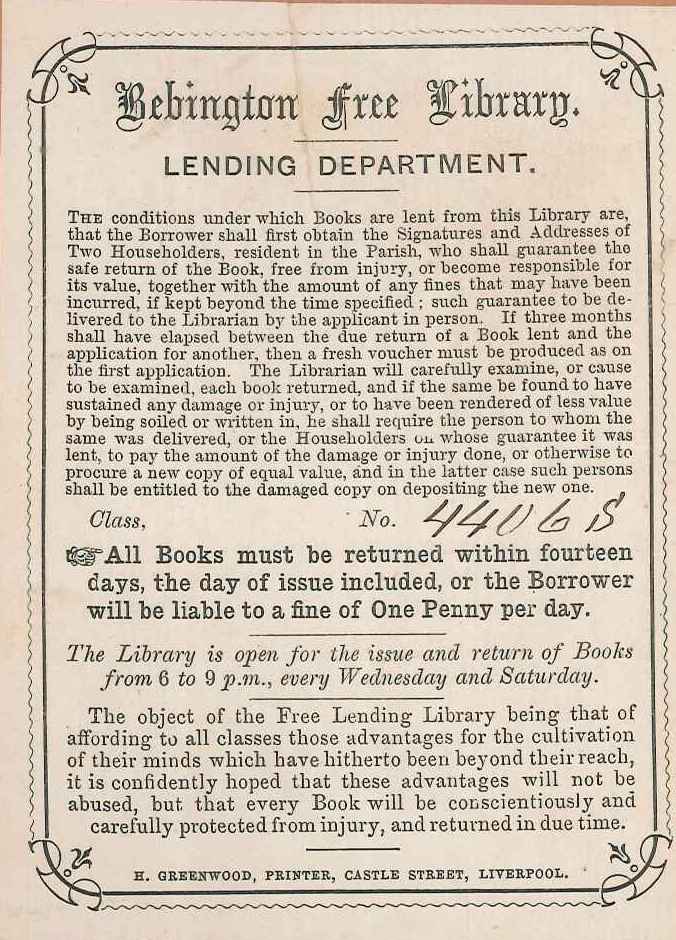 Bebington Free Library.
LENDING DEPARTMENT.
THE conditions under which Books are lent from this Library are,
that the Borrower shall first obtain the Signatures and Addresses of
Two Householders, resident in the Parish, who shall guarantee the
safe return of the Book, free from injury, or become responsible for
its value, together with the amount of any fines that may have been
incurred, if kept beyond the time specified ; such guarantee to be de-
livered to the Librarian by the applicant in person. If three months
shall have elapsed between the due return of a Book lent and the
application for another, then a fresh voucher must be produced as on
the first application. The Librarian will carefully examine, or cause
to be examined, each book returned, and if the same be found to have
sustained any damage or injury, or to have been rendered of less value
by being soiled or written in, he shall require the person to whom the
same was delivered, or the Householders on whose guarantee it was
lent, to pay the amount of the damage or injury done, or otherwise to
procure a new copy of equal value, and in the latter case such persons
shall be entitled to the damaged copy on depositing the new one.
Class, No. 4406
All Books must be returned within fourteen
days, the day of issue included, or the Borrower
will be liable to a fine of One Penny per day.
The Library is open for the issue and return of Books
from 6 to 9 p.m., every Wednesday and Saturday.
The object of the Free Lending Library being that of
affording to all classes those advantages for the cultivation
of their minds which have hitherto been beyond their reach,
it is confidently hoped that these advantages will not be
abused, but that every Book will be conscientiously and
carefully protected from injury, and returned in due time.
H. GREENWOOD, PRINTER, CASTLE STREET, LIVERPOOL.